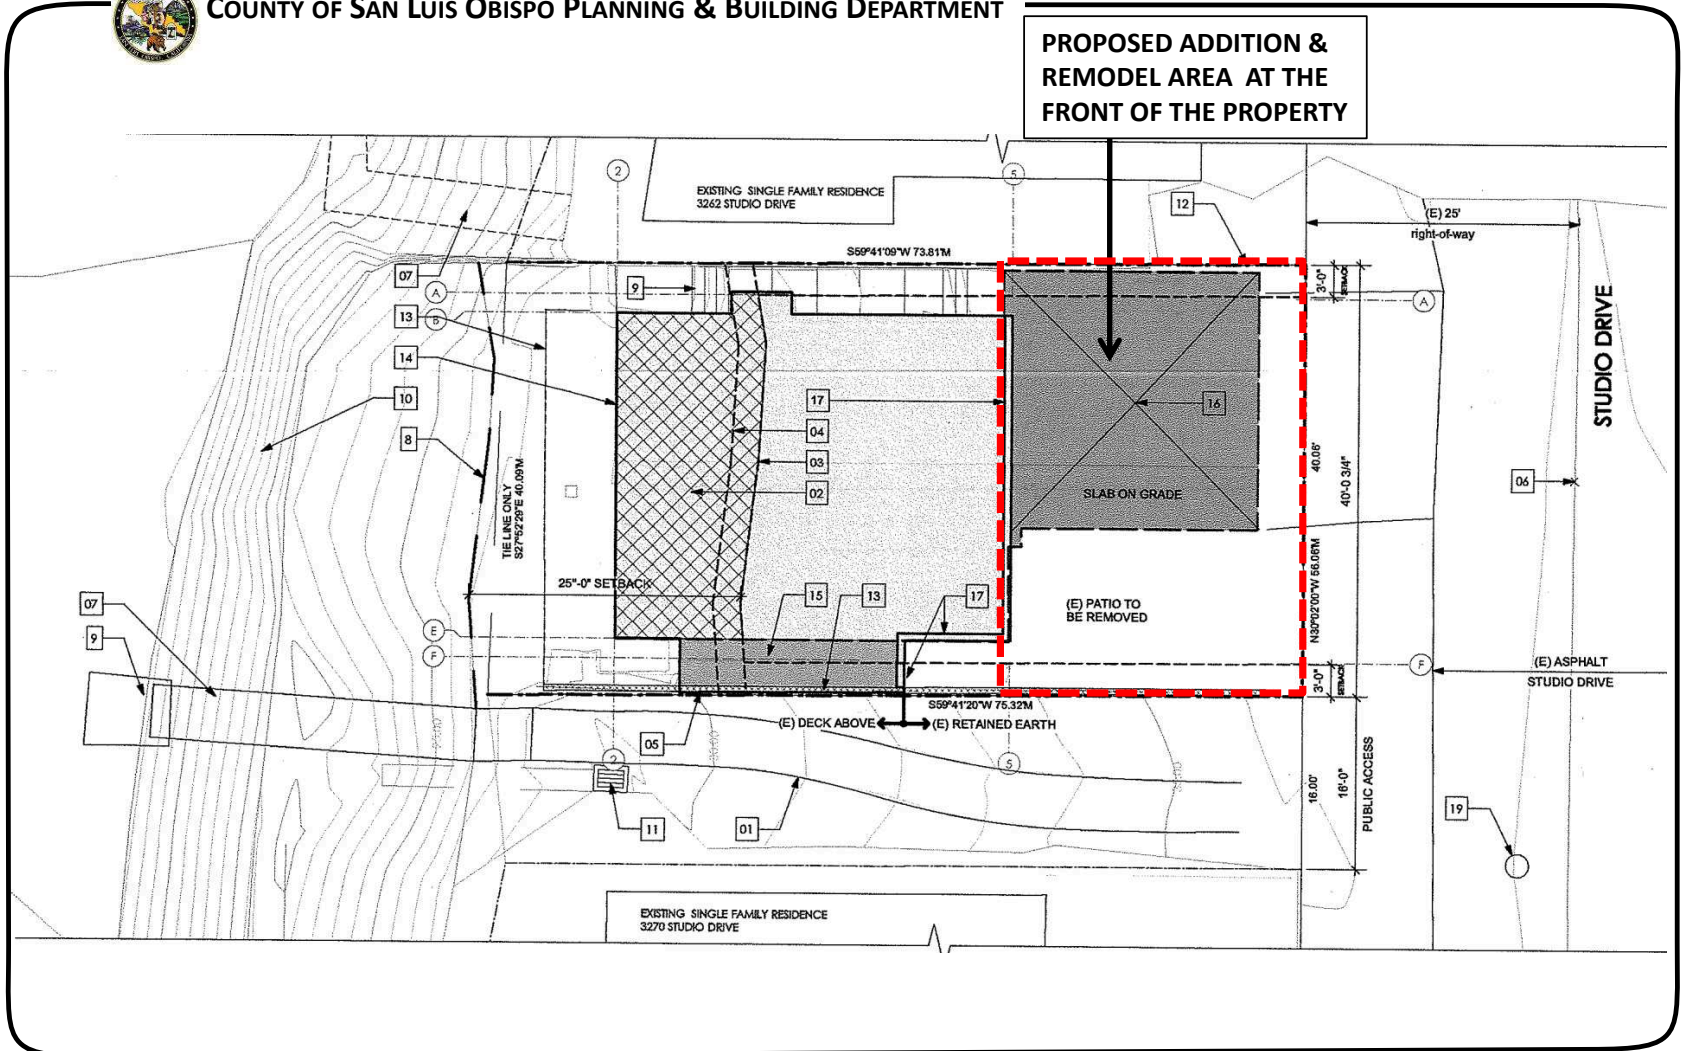 COUNTY OF SAN LUIS OBISPO PLANNING & BUILDING DEPARTMENT
PROPOSED ADDITION &
REMODEL AREA AT THE
FRONT OF THE PROPERTY
2
5
EXISTING SINGLE FAMILY RESIDENCE
3262 STUDIO DRIVE
12
(E) 25'
right-of-way
07
S59°41'09"W 73.81'M
07
A
9
3'-0"
SETBACK
A
13
B
14
STUDIO DRIVE
10
17
16
8
04
03
40.06'
40'-0 3/4"
02
SLAB ON GRADE
06
TIE LINE ONLY
S27°52'29"E 40.09'M
25"-0" SETBACK
15
13
17
(E) PATIO TO
BE REMOVED
N30°02'00"W 56.06'M
07
9
E
F
F
3'-0"
SETBACK
(E) ASPHALT
STUDIO DRIVE
S59°41'20"W 75.32'M
(E) DECK ABOVE
(E) RETAINED EARTH
05
2
5
16.00'
16'-0"
PUBLIC ACCESS
11
01
19
EXISTING SINGLE FAMILY RESIDENCE
3270 STUDIO DRIVE